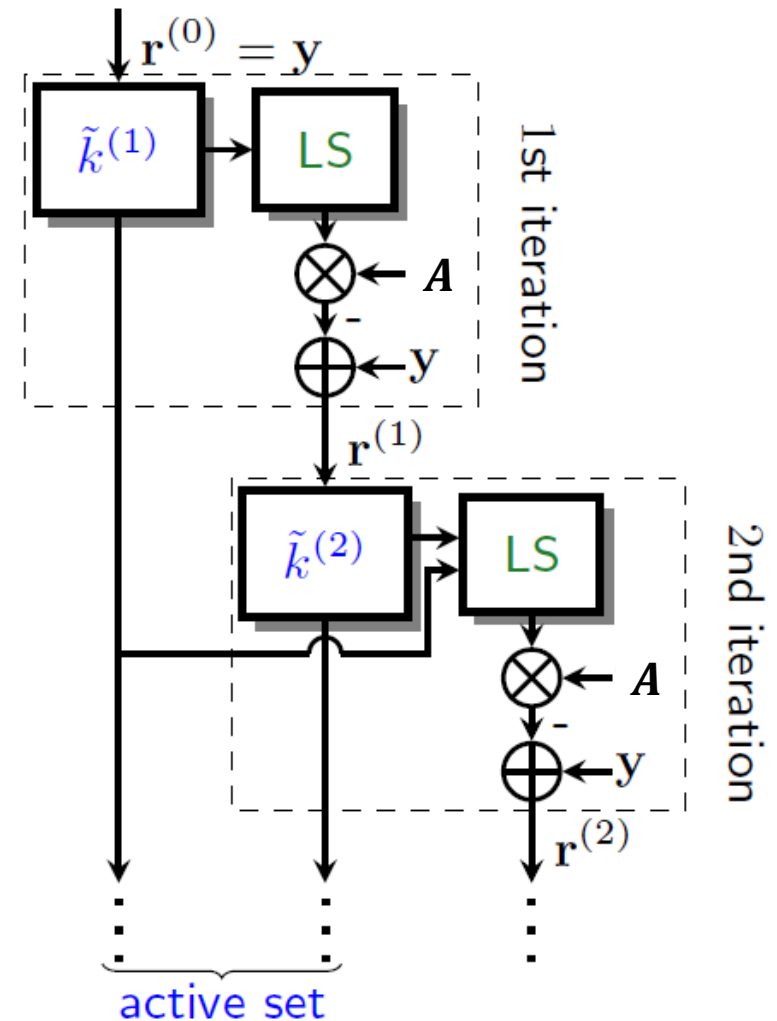 r⁽⁰⁾ = y
k̃⁽¹⁾
LS
A
-
y
1st iteration
r⁽¹⁾
k̃⁽²⁾
LS
A
-
y
2nd iteration
r⁽²⁾
active set